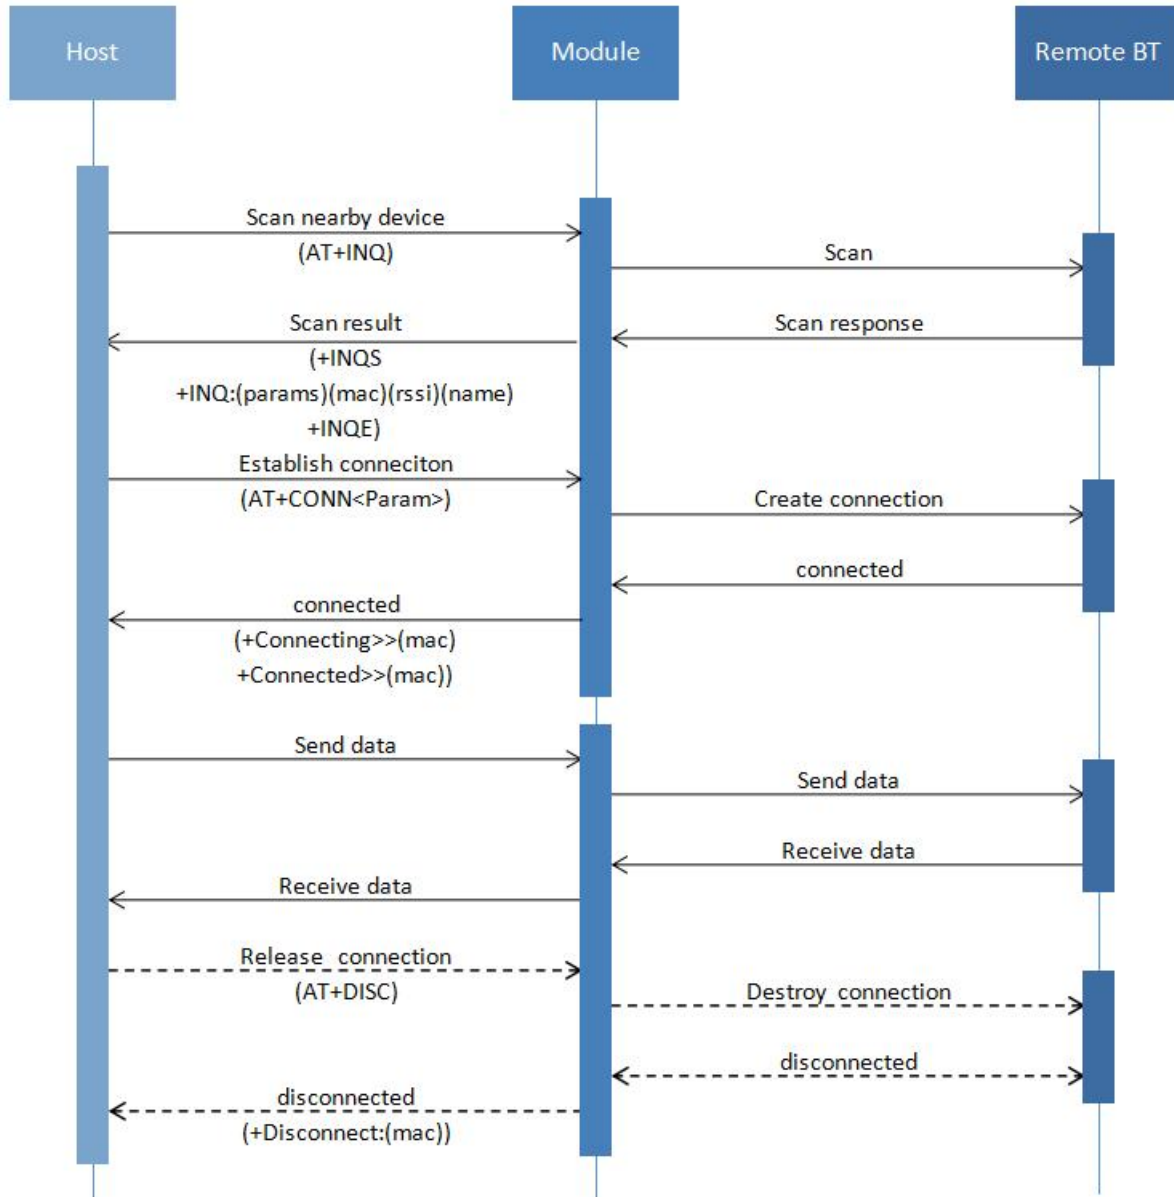 Host
Module
Remote BT
Scan nearby device
(AT+INQ)
Scan
Scan result
Scan response
(+INQS
+INQ:(params)(mac)(rssi)(name)
+INQE)
Establish conneciton
(AT+CONN<Param>)
Create connection
connected
connected
(+Connecting>>(mac)
+Connected>>(mac))
Send data
Send data
Receive data
Receive data
Release connection
(AT+DISC)
Destroy connection
disconnected
disconnected
(+Disconnect:(mac))